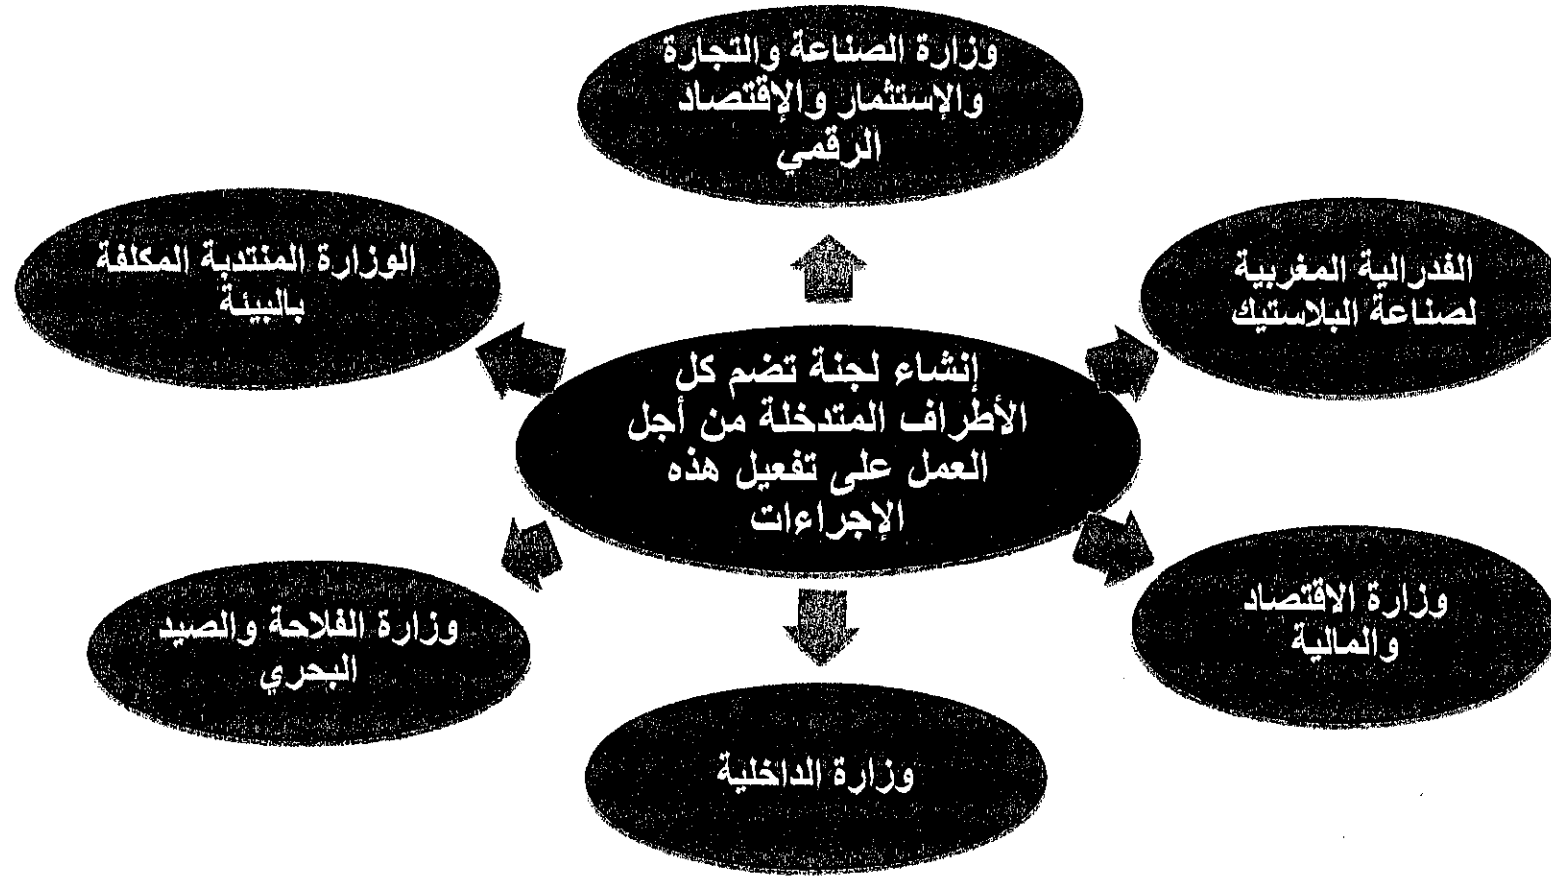 وزارة الصناعة والتجارة
والإستثمار والإقتصاد
الرقمي
الفدرالية المغربية
لصناعة البلاستيك
الوزارة المنتدبة المكلفة
بالبيئة
إنشاء لجنة تضم كل
الأطراف المتدخلة من أجل
العمل على تفعيل هذه
الإجراءات
وزارة الاقتصاد
والمالية
وزارة الفلاحة والصيد
البحري
وزارة الداخلية